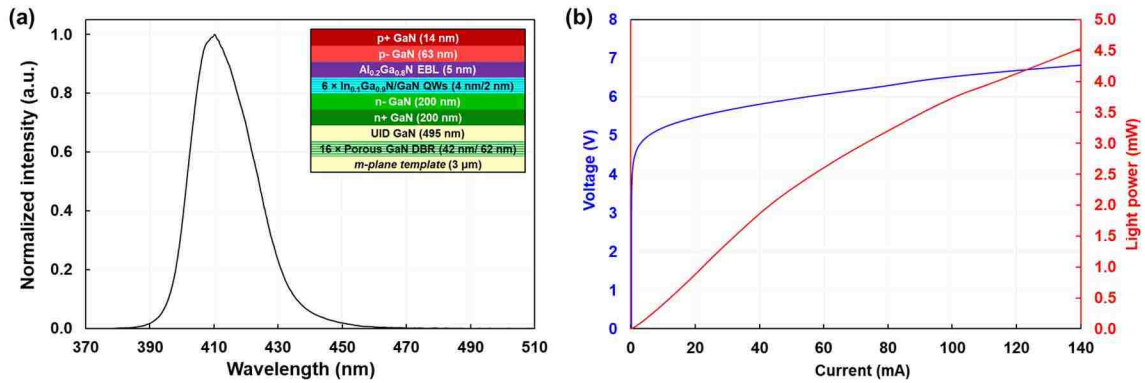 (a)
Normalized intensity (a.u.)
1.0
0.8
0.6
0.4
0.2
0.0
370 390 410 430 450 470 490 510
Wavelength (nm)
p+ GaN (14 nm)
p- GaN (63 nm)
Al0.2Ga0.8N EBL (5 nm)
6 × In0.1Ga0.9N/GaN QWs (4 nm/2 nm)
n- GaN (200 nm)
n+ GaN (200 nm)
UID GaN (495 nm)
16 × Porous GaN DBR (42 nm/ 62 nm)
m-plane template (3 μm)
(b)
Voltage (V)
8
7
6
5
4
3
2
1
0
0 20 40 60 80 100 120 140
Current (mA)
5.0
4.5
4.0
3.5
3.0
2.5
2.0
1.5
1.0
0.5
0.0
Light power (mW)